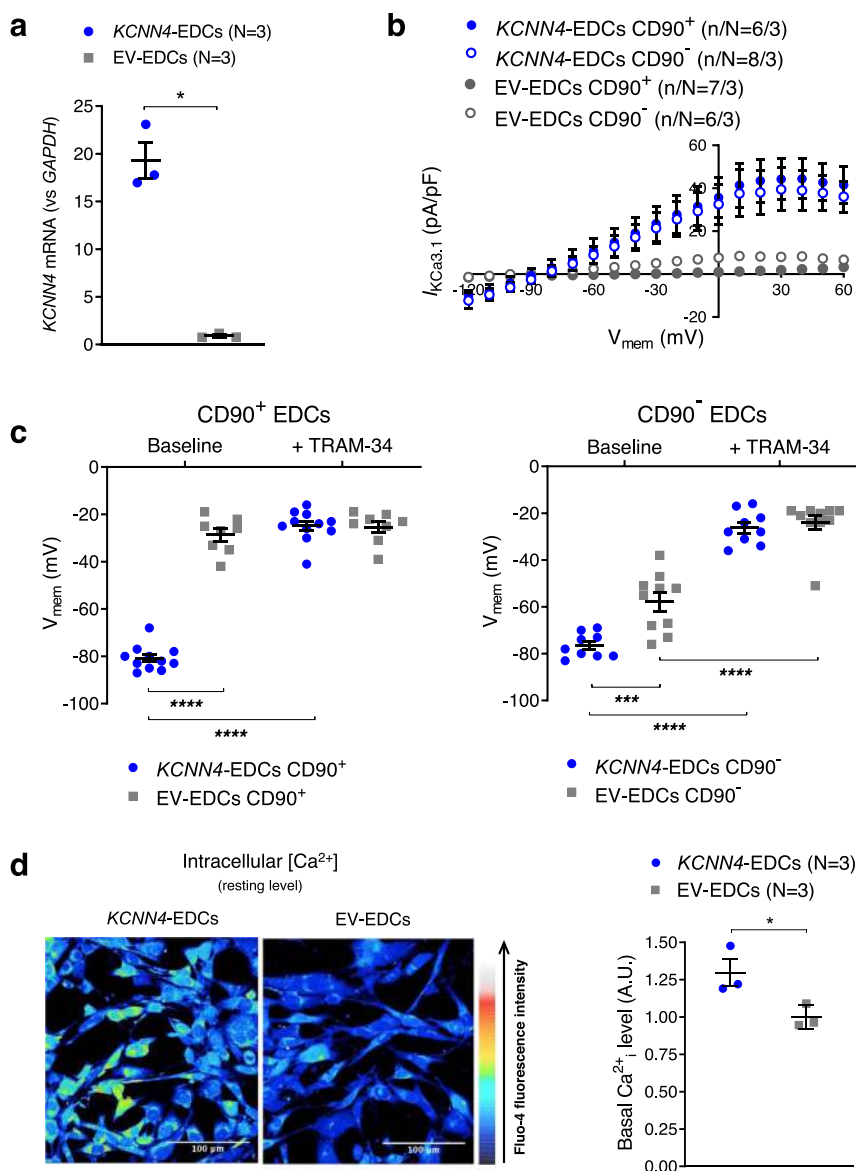 a
KCNN4-EDCs (N=3)
EV-EDCs (N=3)
*
25
20
15
10
5
0
KCNN4 mRNA (vs GAPDH)
b
KCNN4-EDCs CD90⁺ (n/N=6/3)
KCNN4-EDCs CD90⁻ (n/N=8/3)
EV-EDCs CD90⁺ (n/N=7/3)
EV-EDCs CD90⁻ (n/N=6/3)
60
40
20
-20
-120 -90 -60 -30 0 30 60
I KCa3.1 (pA/pF)
Vmem (mV)
c
CD90⁺ EDCs
Baseline + TRAM-34
0
-20
-40
-60
-80
-100
Vmem (mV)
****
****
KCNN4-EDCs CD90⁺
EV-EDCs CD90⁺
CD90⁻ EDCs
Baseline + TRAM-34
0
-20
-40
-60
-80
-100
Vmem (mV)
****
***
****
KCNN4-EDCs CD90⁻
EV-EDCs CD90⁻
d
Intracellular [Ca²⁺]
(resting level)
KCNN4-EDCs EV-EDCs
100 µm
100 µm
Fluo-4 fluorescence intensity
KCNN4-EDCs (N=3)
EV-EDCs (N=3)
*
1.50
1.25
1.00
0.75
0.50
0.25
0.00
Basal Ca²⁺i level (A.U.)